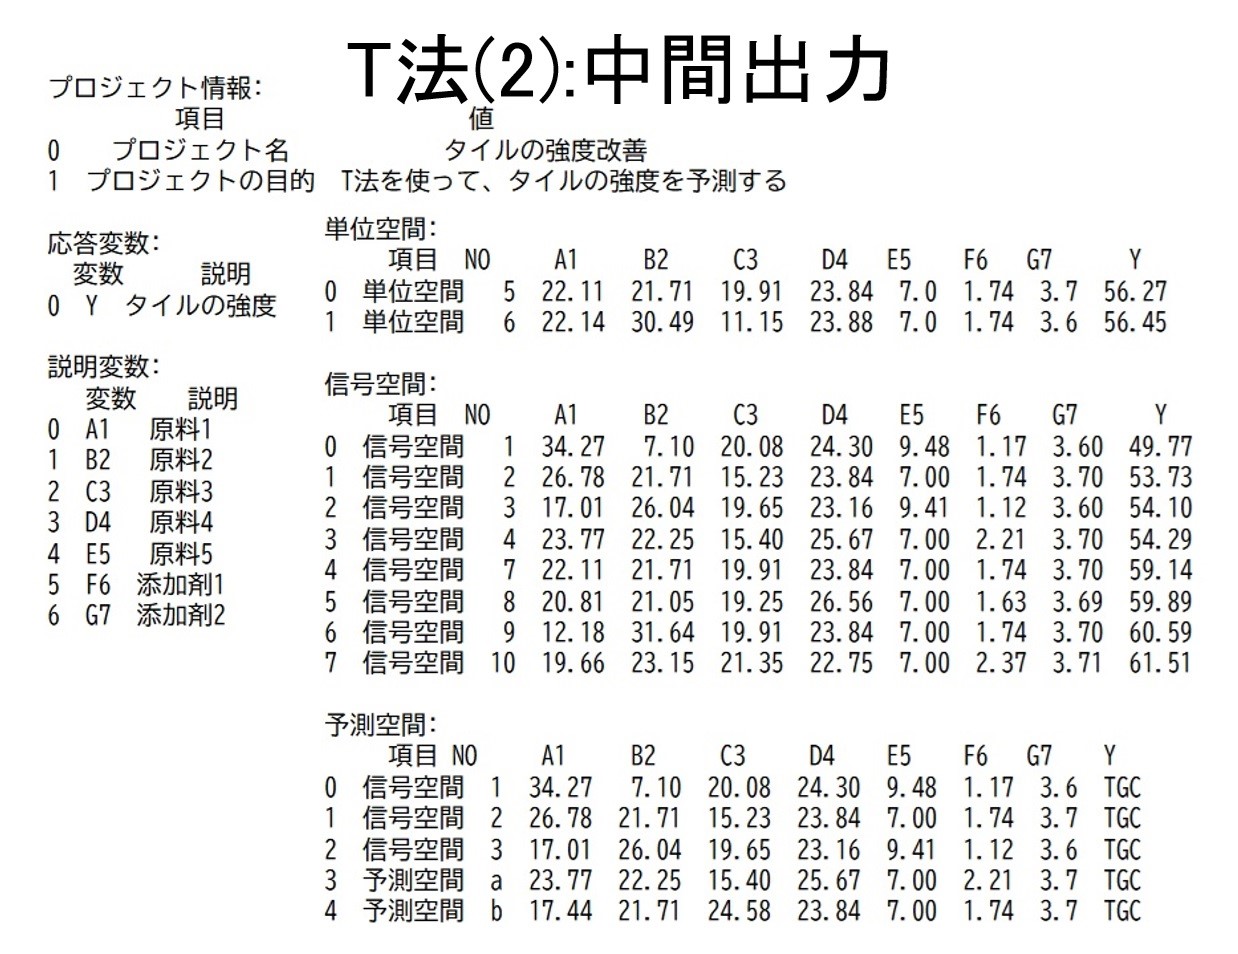 T法(2):中間出力
プロジェクト情報:
項目 値
0 プロジェクト名 タイルの強度改善
1 プロジェクトの目的 T法を使って、タイルの強度を予測する
応答変数:
変数 説明
0 Y タイルの強度
説明変数:
変数 説明
0 A1 原料1
1 B2 原料2
2 C3 原料3
3 D4 原料4
4 E5 原料5
5 F6 添加剤1
6 G7 添加剤2
単位空間:
項目 NO A1 B2 C3 D4 E5 F6 G7 Y
0 単位空間 5 22.11 21.71 19.91 23.84 7.0 1.74 3.7 56.27
1 単位空間 6 22.14 30.49 11.15 23.88 7.0 1.74 3.6 56.45
信号空間:
項目 NO A1 B2 C3 D4 E5 F6 G7 Y
0 信号空間 1 34.27 7.10 20.08 24.30 9.48 1.17 3.60 49.77
1 信号空間 2 26.78 21.71 15.23 23.84 7.00 1.74 3.70 53.73
2 信号空間 3 17.01 26.04 19.65 23.16 9.41 1.12 3.60 54.10
3 信号空間 4 23.77 22.25 15.40 25.67 7.00 2.21 3.70 54.29
4 信号空間 7 22.11 21.71 19.91 23.84 7.00 1.74 3.70 59.14
5 信号空間 8 20.81 21.05 19.25 26.56 7.00 1.63 3.69 59.89
6 信号空間 9 12.18 31.64 19.91 23.84 7.00 1.74 3.70 60.59
7 信号空間 10 19.66 23.15 21.35 22.75 7.00 2.37 3.71 61.51
予測空間:
項目 NO A1 B2 C3 D4 E5 F6 G7 Y
0 信号空間 1 34.27 7.10 20.08 24.30 9.48 1.17 3.6 TGC
1 信号空間 2 26.78 21.71 15.23 23.84 7.00 1.74 3.7 TGC
2 信号空間 3 17.01 26.04 19.65 23.16 9.41 1.12 3.6 TGC
3 予測空間 a 23.77 22.25 15.40 25.67 7.00 2.21 3.7 TGC
4 予測空間 b 17.44 21.71 24.58 23.84 7.00 1.74 3.7 TGC